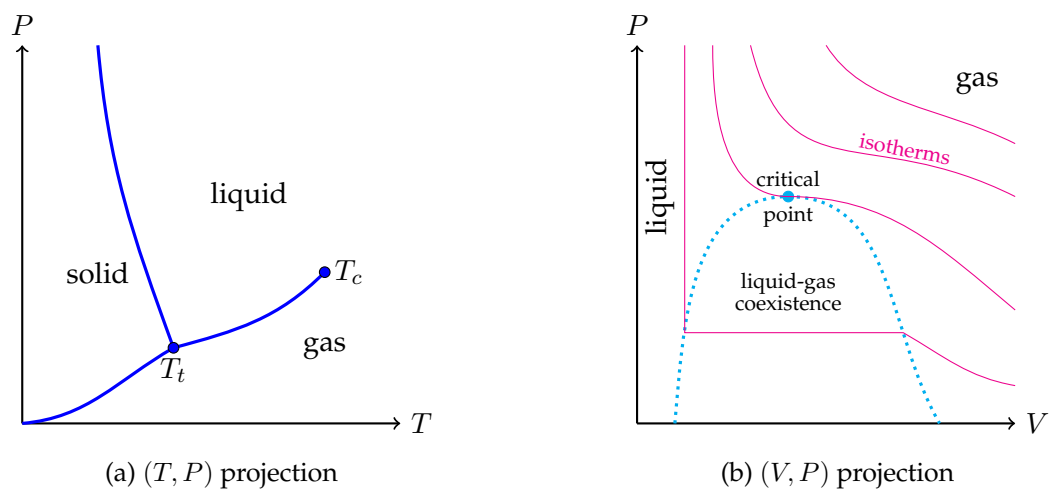 P
liquid
solid
T_c
gas
T_t
T
(a) (T, P) projection
P
gas
isotherms
liquid
critical
point
liquid-gas
coexistence
V
(b) (V, P) projection